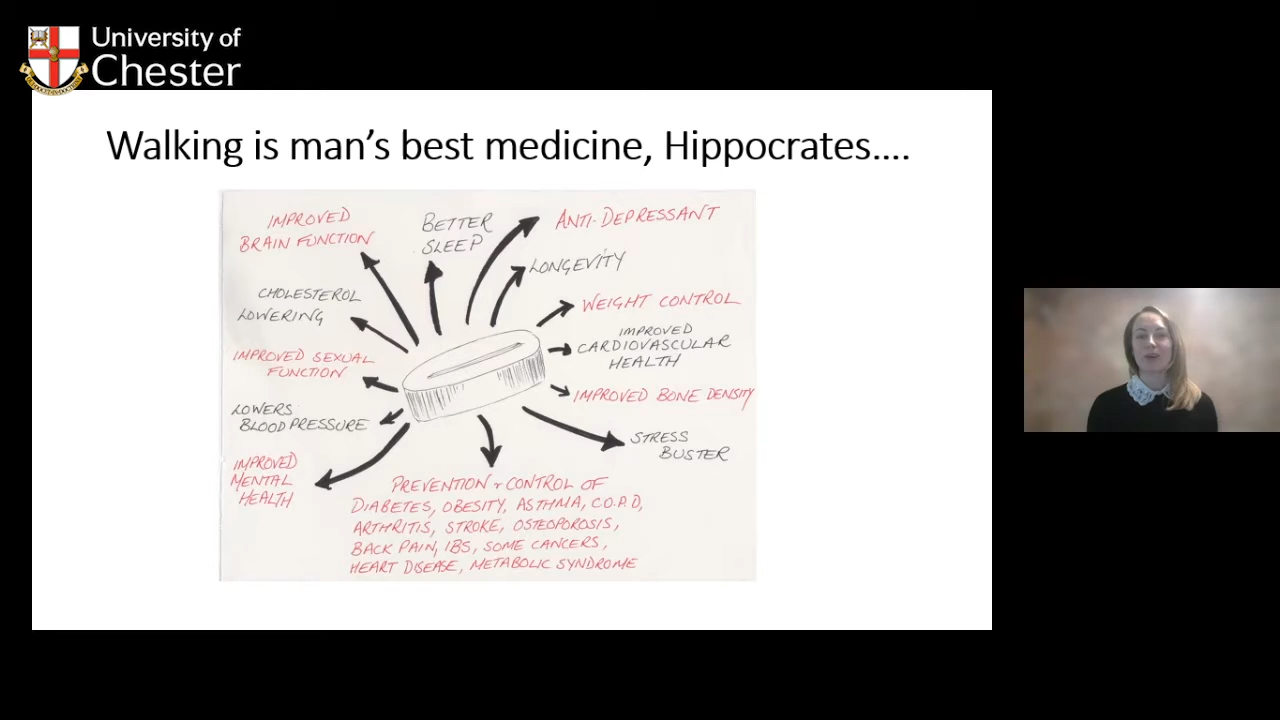 University of
Chester
Walking is man's best medicine, Hippocrates....
IMPROVED
BRAIN FUNCTION
BETTER
SLEEP
ANTI-DEPRESSANT
LONGEVITY
CHOLESTEROL
LOWERING
WEIGHT CONTROL
IMPROVED
CARDIOVASCULAR
HEALTH
IMPROVED SEXUAL
FUNCTION
IMPROVED BONE DENSITY
LOWERS
BLOOD PRESSURE
STRESS
BUSTER
IMPROVED
MENTAL
HEALTH
PREVENTION + CONTROL OF
DIABETES, OBESITY, ASTHMA, C.O.P.D,
ARTHRITIS, STROKE, OSTEOPOROSIS,
BACK PAIN, IBS, SOME CANCERS,
HEART DISEASE, METABOLIC SYNDROME